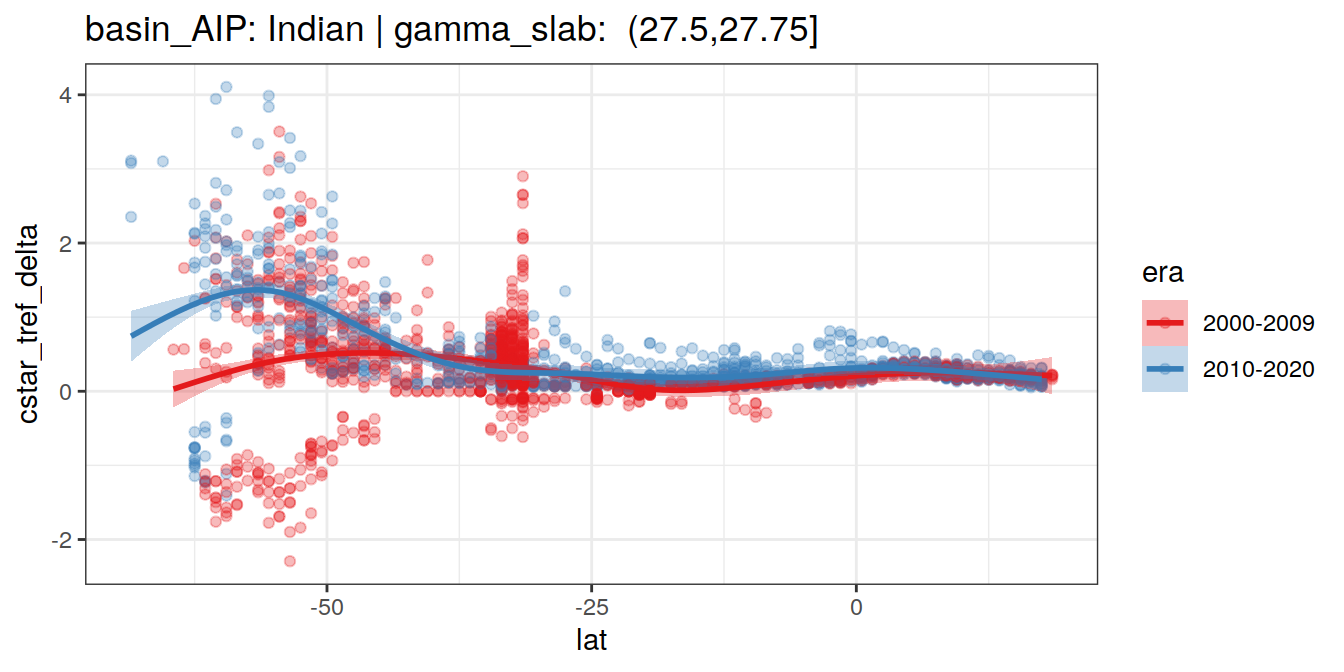 basin_AIP: Indian | gamma_slab:  (27.5,27.75]
cstar_tref_delta
4
2
0
-2
-50
-25
0
lat
era
2000-2009
2010-2020